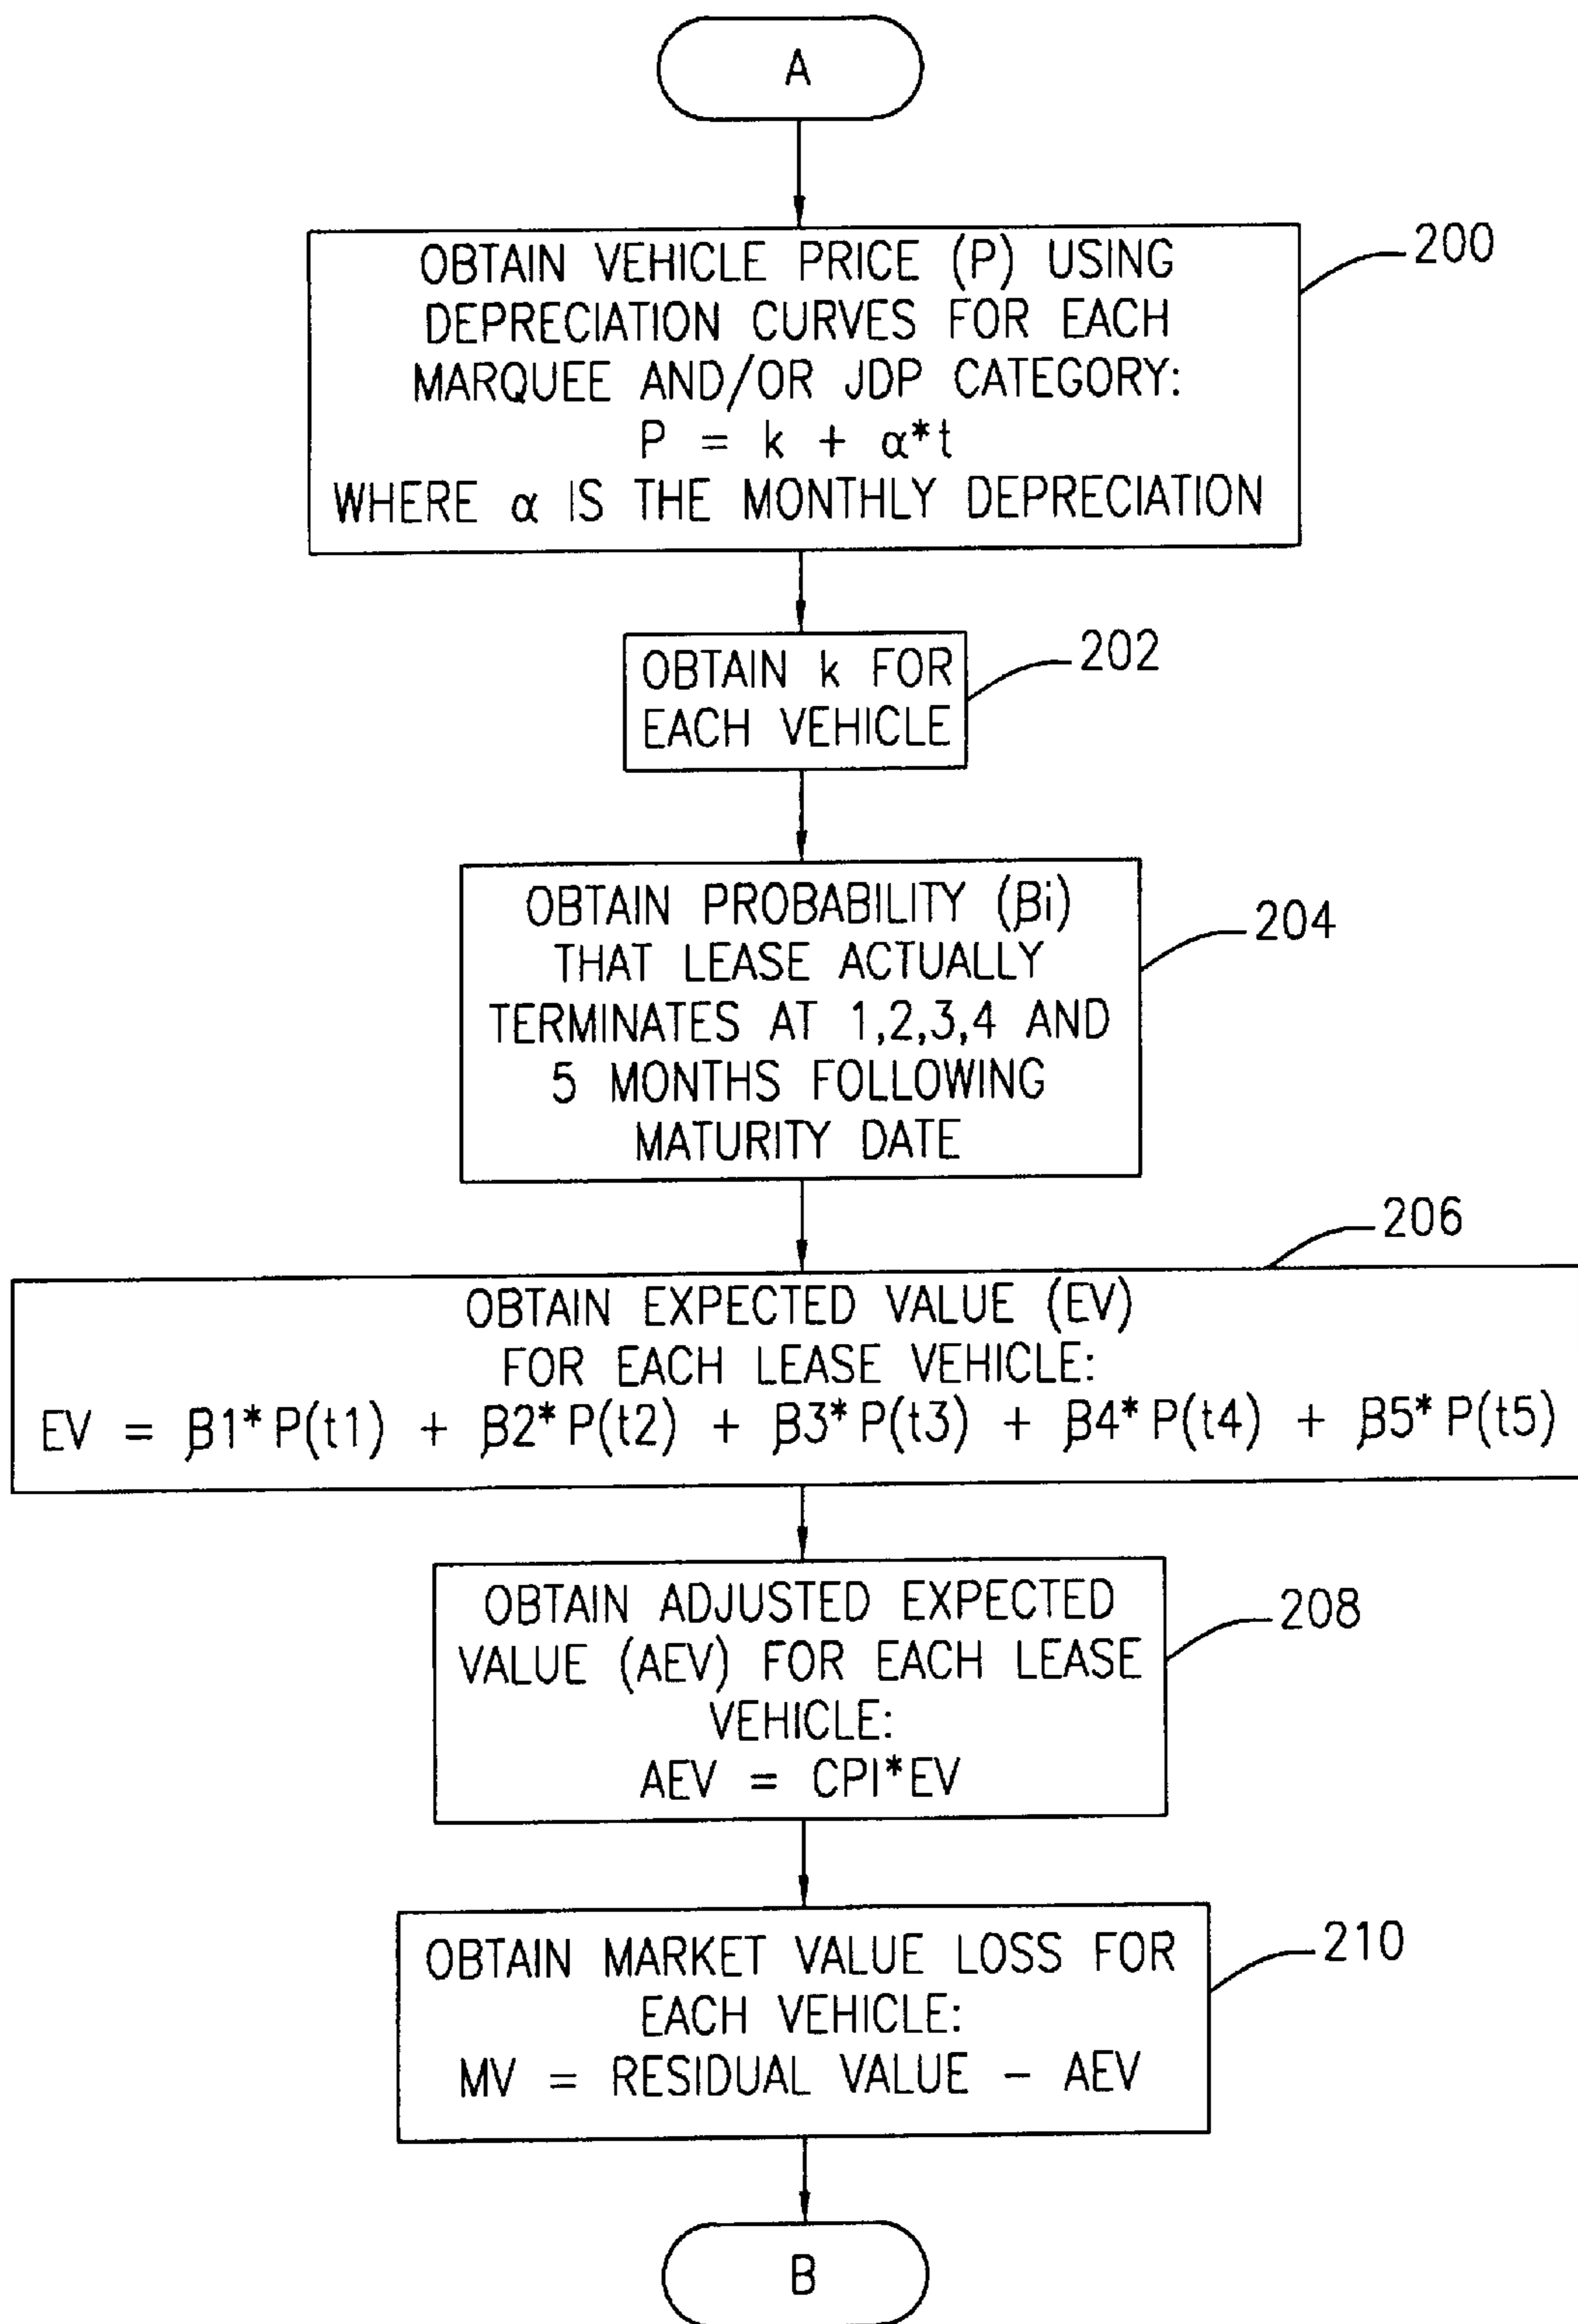 A
OBTAIN VEHICLE PRICE (P) USING
DEPRECIATION CURVES FOR EACH
MARQUEE AND/OR JDP CATEGORY:
P = k + α*t
WHERE α IS THE MONTHLY DEPRECIATION
200
OBTAIN k FOR
EACH VEHICLE
202
OBTAIN PROBABILITY (βi)
THAT LEASE ACTUALLY
TERMINATES AT 1,2,3,4 AND
5 MONTHS FOLLOWING
MATURITY DATE
204
206
OBTAIN EXPECTED VALUE (EV)
FOR EACH LEASE VEHICLE:
EV = β1*P(t1) + β2*P(t2) + β3*P(t3) + β4*P(t4) + β5*P(t5)
OBTAIN ADJUSTED EXPECTED
VALUE (AEV) FOR EACH LEASE
VEHICLE:
AEV = CPI*EV
208
OBTAIN MARKET VALUE LOSS FOR
EACH VEHICLE:
MV = RESIDUAL VALUE - AEV
210
B